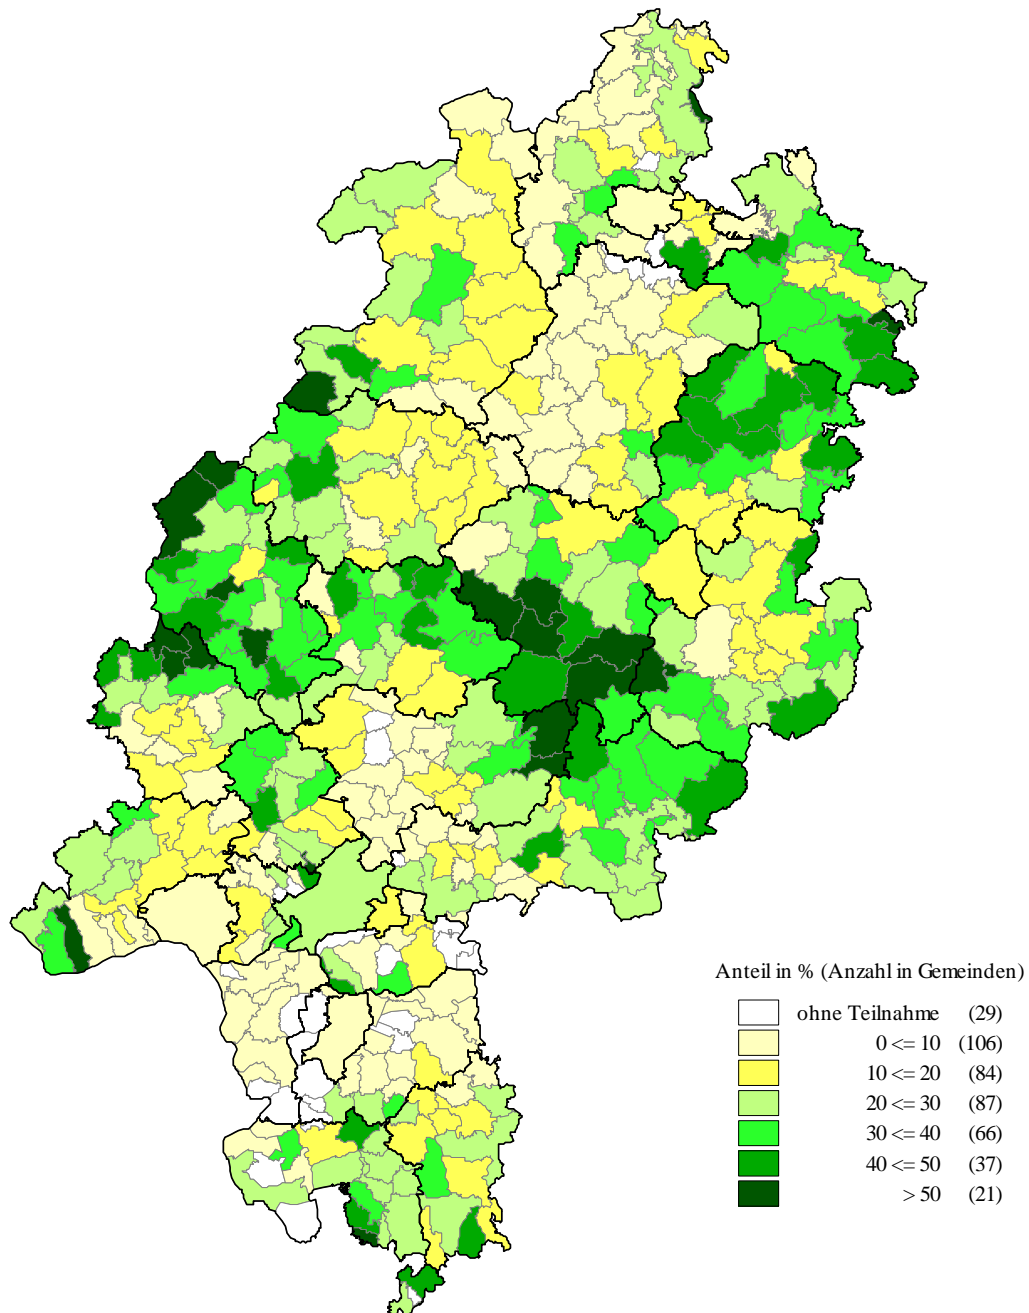 Anteil in % (Anzahl in Gemeinden)
ohne Teilnahme (29)
0 <= 10 (106)
10 <= 20 (84)
20 <= 30 (87)
30 <= 40 (66)
40 <= 50 (37)
> 50 (21)